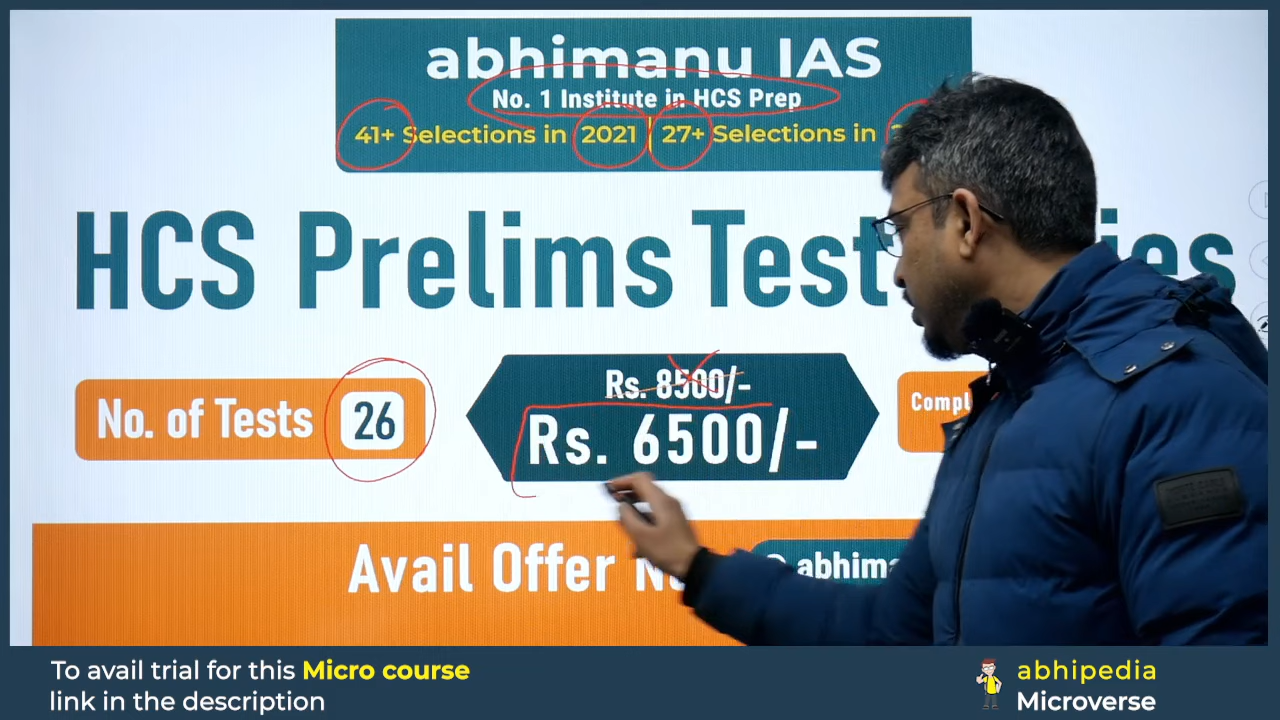 abhimanu IAS
No. 1 Institute in HCS Prep
41+ Selections in 2021 | 27+ Selections in
HCS Prelims Test
No. of Tests 26
Rs. 8500/-
Rs. 6500/-
Avail Offer
abhima
To avail trial for this Micro course
link in the description
abhipedia
Microverse